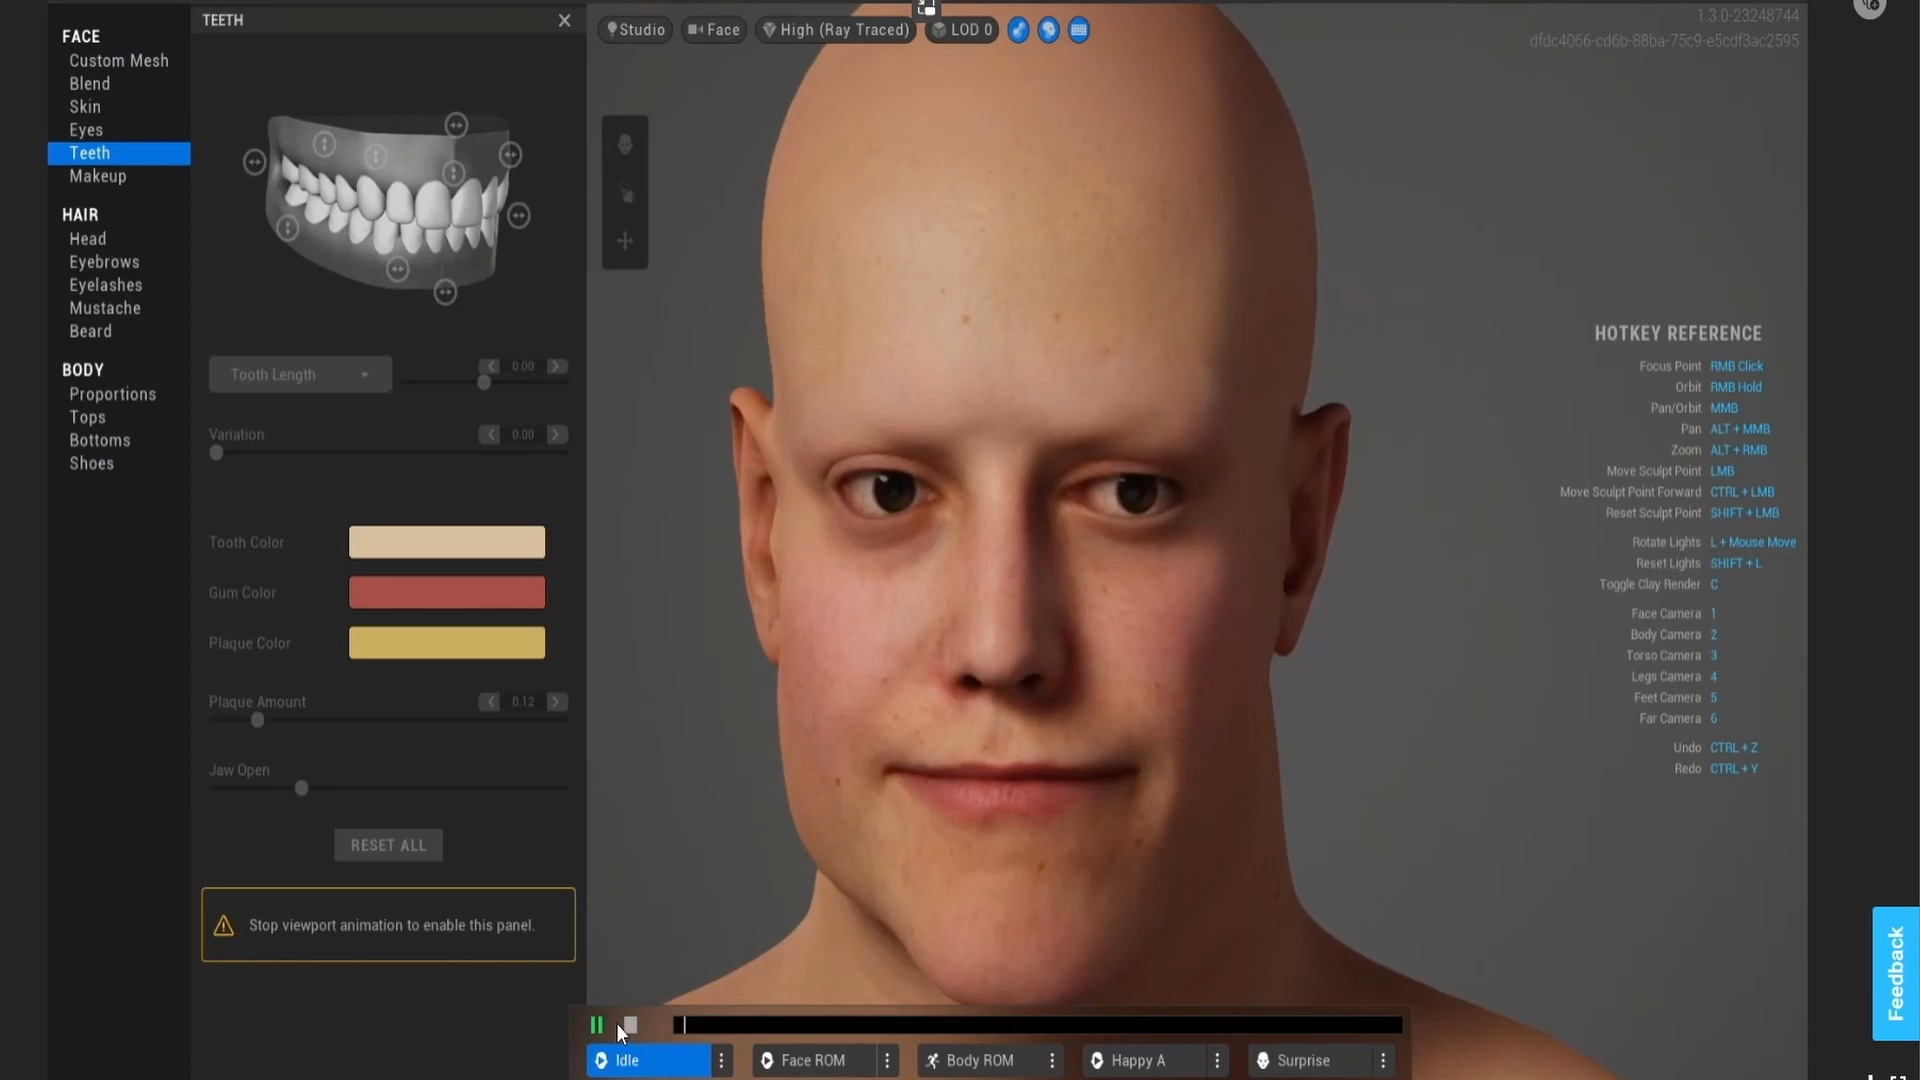 FACE
Custom Mesh
Blend
Skin
Eyes
Teeth
Makeup
HAIR
Head
Eyebrows
Eyelashes
Mustache
Beard
BODY
Proportions
Tops
Bottoms
Shoes
TEETH
Tooth Length
0.00
Variation
0.00
Tooth Color
Gum Color
Plaque Color
Plaque Amount
0.12
Jaw Open
RESET ALL
Stop viewport animation to enable this panel.
Studio
Face
High (Ray Traced)
LOD 0
1.3.0-23248744
dfdc4066-cd6b-88ba-75c9-e5cdf3ac2595
HOTKEY REFERENCE
Focus Point RMB Click
Orbit RMB Hold
Pan/Orbit MMB
Pan ALT + MMB
Zoom ALT + RMB
Move Sculpt Point LMB
Move Sculpt Point Forward CTRL + LMB
Reset Sculpt Point SHIFT + LMB
Rotate Lights L + Mouse Move
Reset Lights SHIFT + L
Toggle Clay Render C
Face Camera 1
Body Camera 2
Torso Camera 3
Legs Camera 4
Feet Camera 5
Far Camera 6
Undo CTRL + Z
Redo CTRL + Y
Feedback
Idle
Face ROM
Body ROM
Happy A
Surprise